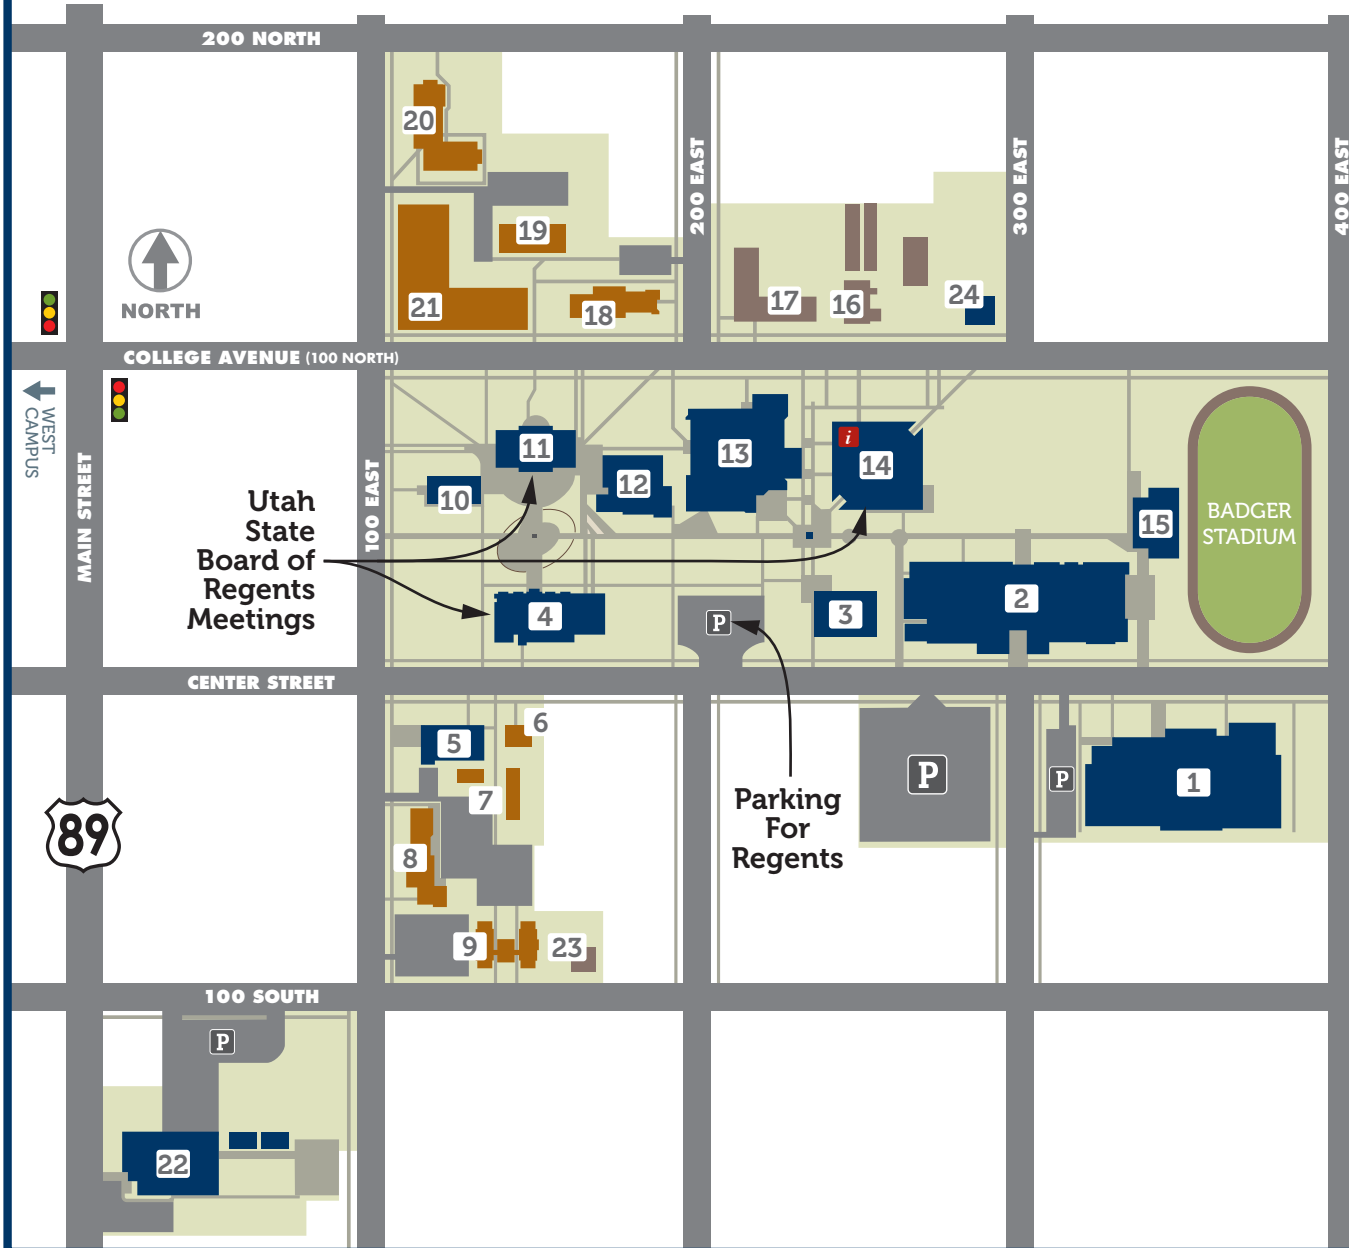 200 NORTH
20
200 EAST
300 EAST
400 EAST
19
NORTH
21
18
17
16
24
COLLEGE AVENUE (100 NORTH)
WEST
CAMPUS
MAIN STREET
100 EAST
11
13
i
14
10
12
15
BADGER
STADIUM
Utah
State
Board of
Regents
Meetings
4
P
3
2
CENTER STREET
5
6
7
8
P
P
1
Parking
For
Regents
89
9
23
100 SOUTH
P
22